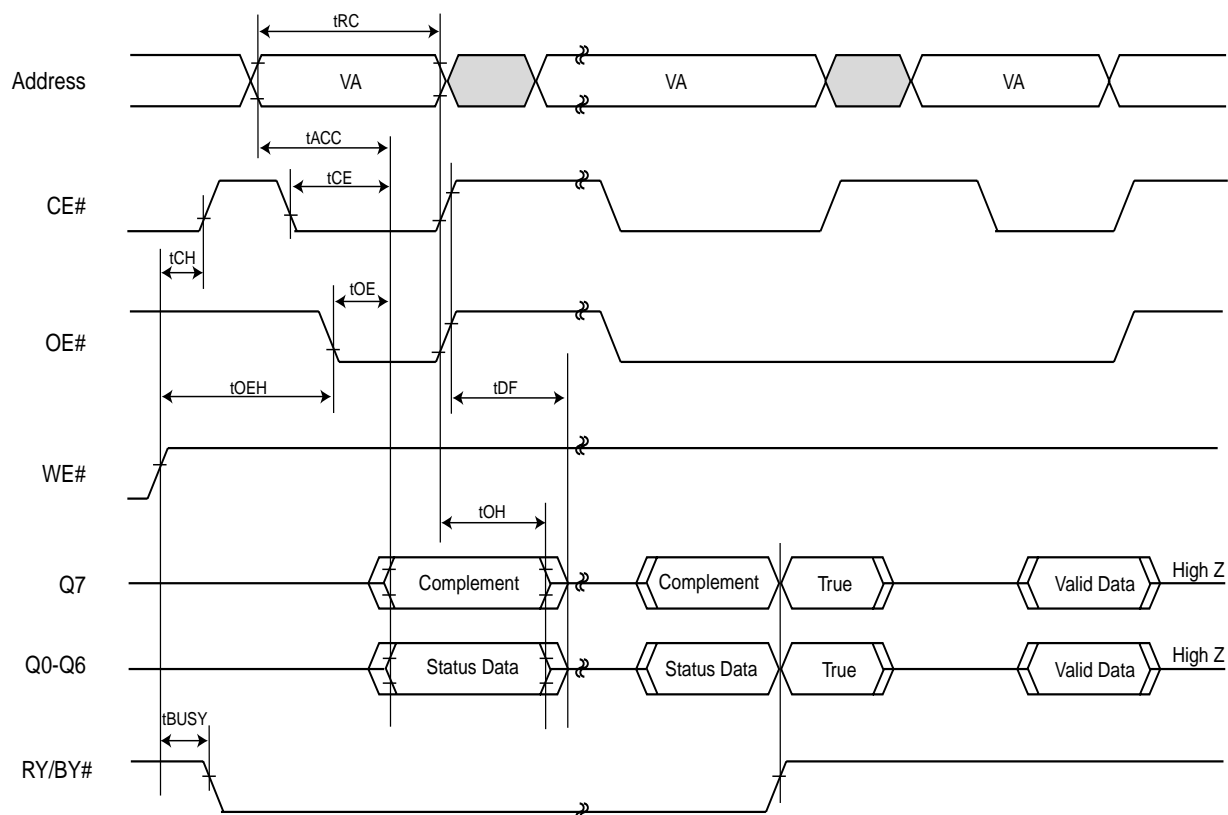 tRC
Address
VA
VA
VA
tACC
tCE
CE#
tCH
tOE
OE#
tOEH
tDF
WE#
tOH
Q7
Complement
Complement
True
Valid Data
High Z
Q0-Q6
Status Data
Status Data
True
Valid Data
High Z
tBUSY
RY/BY#